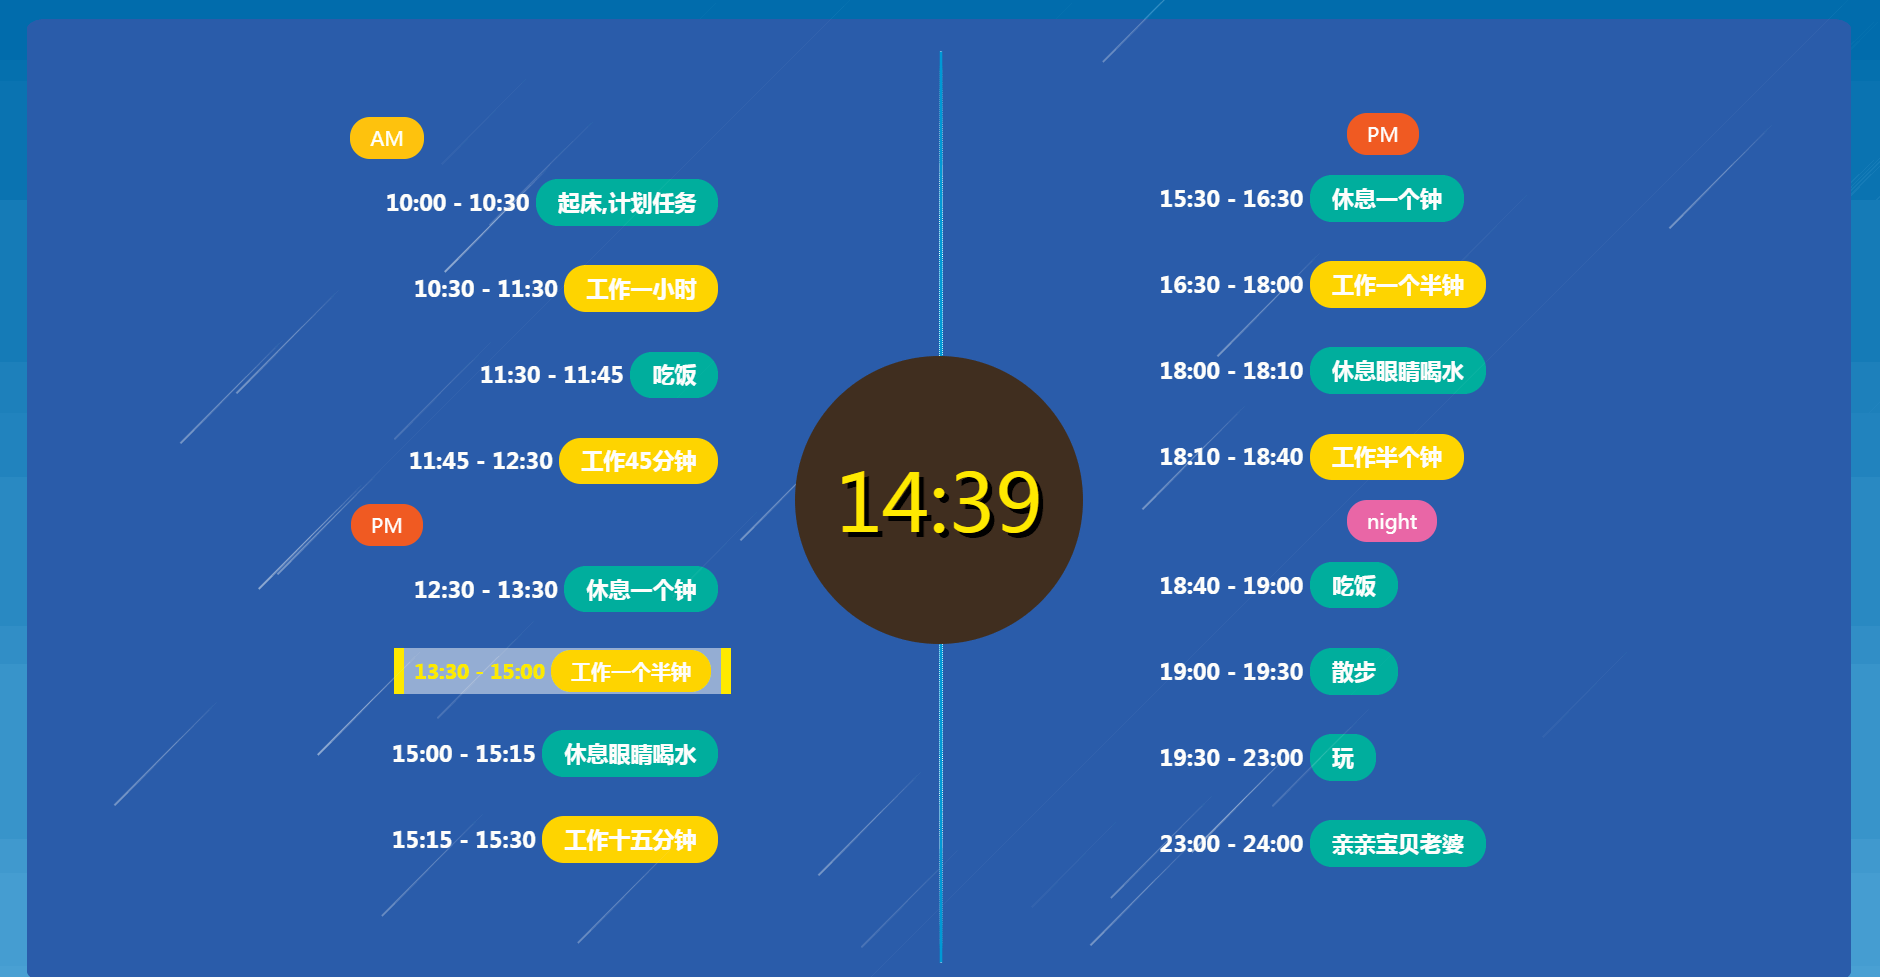 AM
10:00 - 10:30 起床,计划任务
10:30 - 11:30 工作一小时
11:30 - 11:45 吃饭
11:45 - 12:30 工作45分钟
PM
12:30 - 13:30 休息一个钟
13:30 - 15:00 工作一个半钟
15:00 - 15:15 休息眼睛喝水
15:15 - 15:30 工作十五分钟
14:39
PM
15:30 - 16:30 休息一个钟
16:30 - 18:00 工作一个半钟
18:00 - 18:10 休息眼睛喝水
18:10 - 18:40 工作半个钟
night
18:40 - 19:00 吃饭
19:00 - 19:30 散步
19:30 - 23:00 玩
23:00 - 24:00 亲亲宝贝老婆